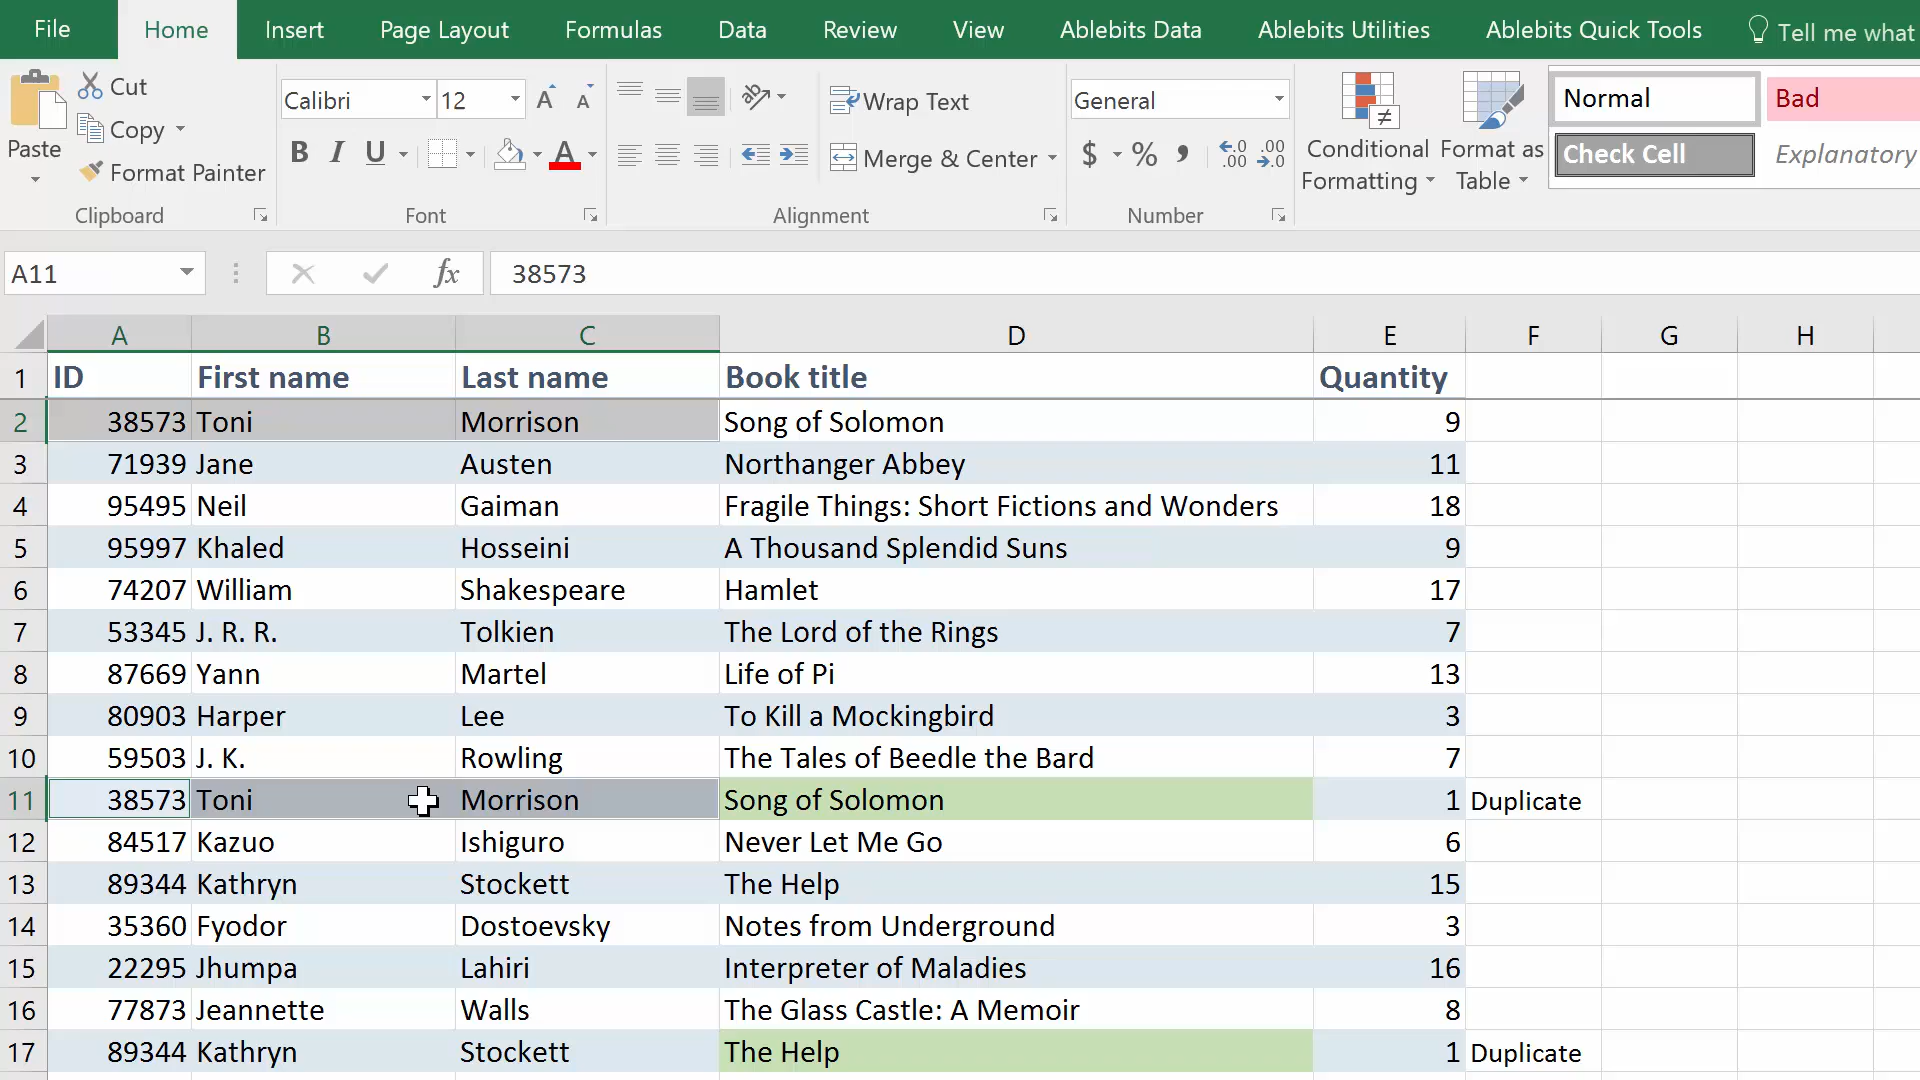 File Home Insert Page Layout Formulas Data Review View Ablebits Data Ablebits Utilities Ablebits Quick Tools Tell me what
Cut
Copy
Format Painter
Paste
Clipboard
Calibri 12 A A
B I U A
Font
Wrap Text
Merge & Center
Alignment
General
$ % , .0 .00 .00 .0
Number
Conditional Formatting
Format as Table
Normal Bad
Check Cell Explanatory
A11 fx 38573
A B C D E F G H
1 ID First name Last name Book title Quantity
2 38573 Toni Morrison Song of Solomon 9
3 71939 Jane Austen Northanger Abbey 11
4 95495 Neil Gaiman Fragile Things: Short Fictions and Wonders 18
5 95997 Khaled Hosseini A Thousand Splendid Suns 9
6 74207 William Shakespeare Hamlet 17
7 53345 J. R. R. Tolkien The Lord of the Rings 7
8 87669 Yann Martel Life of Pi 13
9 80903 Harper Lee To Kill a Mockingbird 3
10 59503 J. K. Rowling The Tales of Beedle the Bard 7
11 38573 Toni Morrison Song of Solomon 1 Duplicate
12 84517 Kazuo Ishiguro Never Let Me Go 6
13 89344 Kathryn Stockett The Help 15
14 35360 Fyodor Dostoevsky Notes from Underground 3
15 22295 Jhumpa Lahiri Interpreter of Maladies 16
16 77873 Jeannette Walls The Glass Castle: A Memoir 8
17 89344 Kathryn Stockett The Help 1 Duplicate